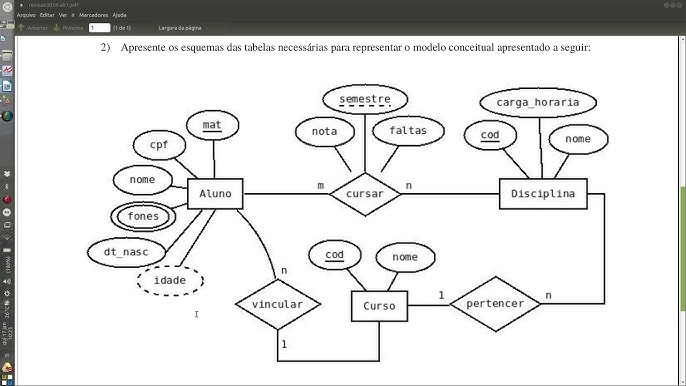 revisao2018-eb1.pdf
Arquivo Editar Ver Ir Marcadores Ajuda
Anterior Próxima 1 (1 de 1) Largura da página
2) Apresente os esquemas das tabelas necessárias para representar o modelo conceitual apresentado a seguir:
semestre
carga_horaria
mat
nota
faltas
cod
nome
cpf
nome
Aluno
m
cursar
n
Disciplina
fones
dt_nasc
idade
cod
nome
n
vincular
Curso
1
pertencer
n
1